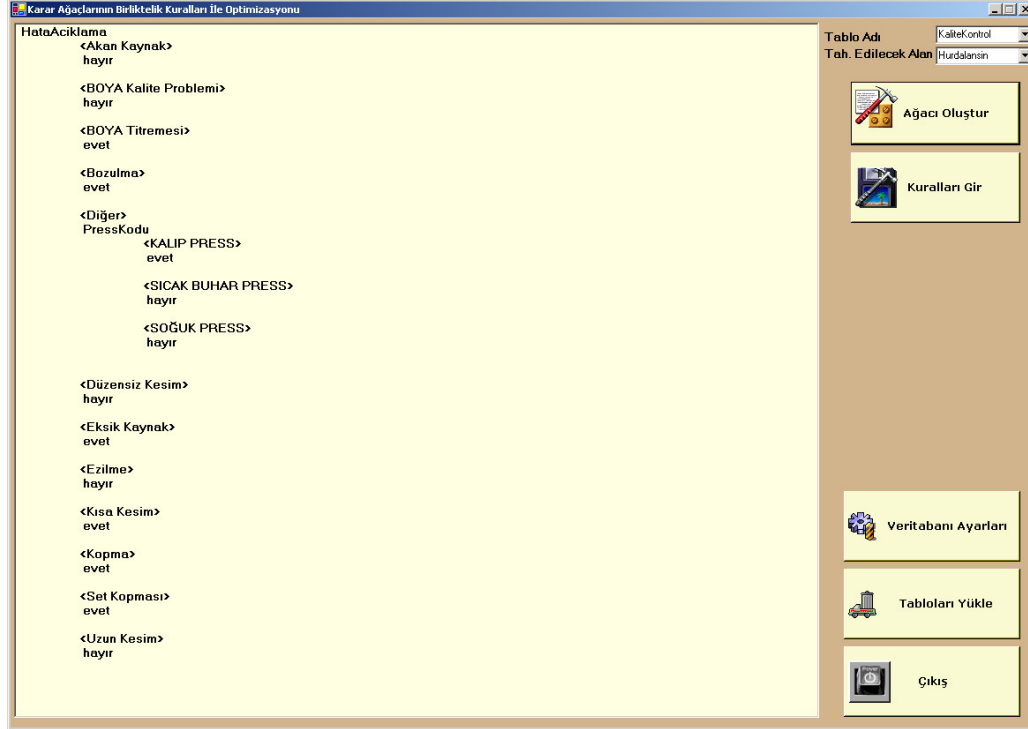 Karar Ağaçlarının Birliktelik Kuralları İle Optimizasyonu
HataAciklama
<Akan Kaynak>
hayır
<BOYA Kalite Problemi>
hayır
<BOYA Titremesi>
evet
<Bozulma>
evet
<Diğer>
PressKodu
<KALIP PRESS>
evet
<SICAK BUHAR PRESS>
hayır
<SOĞUK PRESS>
hayır
<Düzensiz Kesim>
hayır
<Eksik Kaynak>
evet
<Ezilme>
hayır
<Kısa Kesim>
evet
<Kopma>
evet
<Set Kopması>
evet
<Uzun Kesim>
hayır
Tablo Adı KaliteKontrol
Tah. Edilecek Alan Hurdalansin
Ağacı Oluştur
Kuralları Gir
Veritabanı Ayarları
Tabloları Yükle
Power
Çıkış